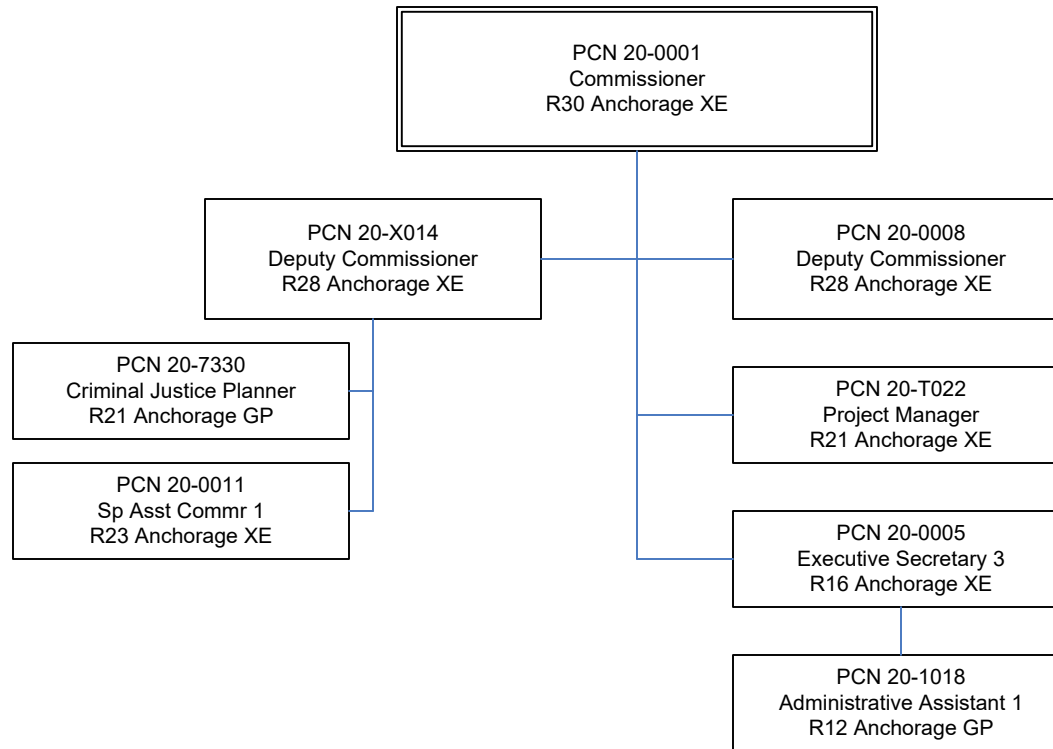 PCN 20-0001
Commissioner
R30 Anchorage XE
PCN 20-X014
Deputy Commissioner
R28 Anchorage XE
PCN 20-0008
Deputy Commissioner
R28 Anchorage XE
PCN 20-7330
Criminal Justice Planner
R21 Anchorage GP
PCN 20-T022
Project Manager
R21 Anchorage XE
PCN 20-0011
Sp Asst Commr 1
R23 Anchorage XE
PCN 20-0005
Executive Secretary 3
R16 Anchorage XE
PCN 20-1018
Administrative Assistant 1
R12 Anchorage GP